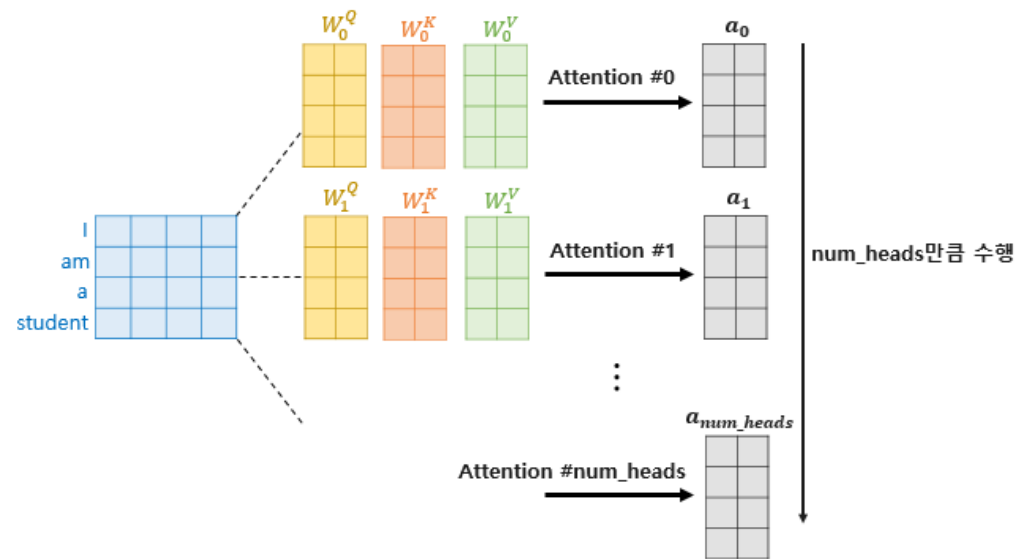 W_0^Q W_0^K W_0^V a_0
Attention #0
W_1^Q W_1^K W_1^V a_1
I
am
a
student
Attention #1
num_heads만큼 수행
⋮
a_num_heads
Attention #num_heads